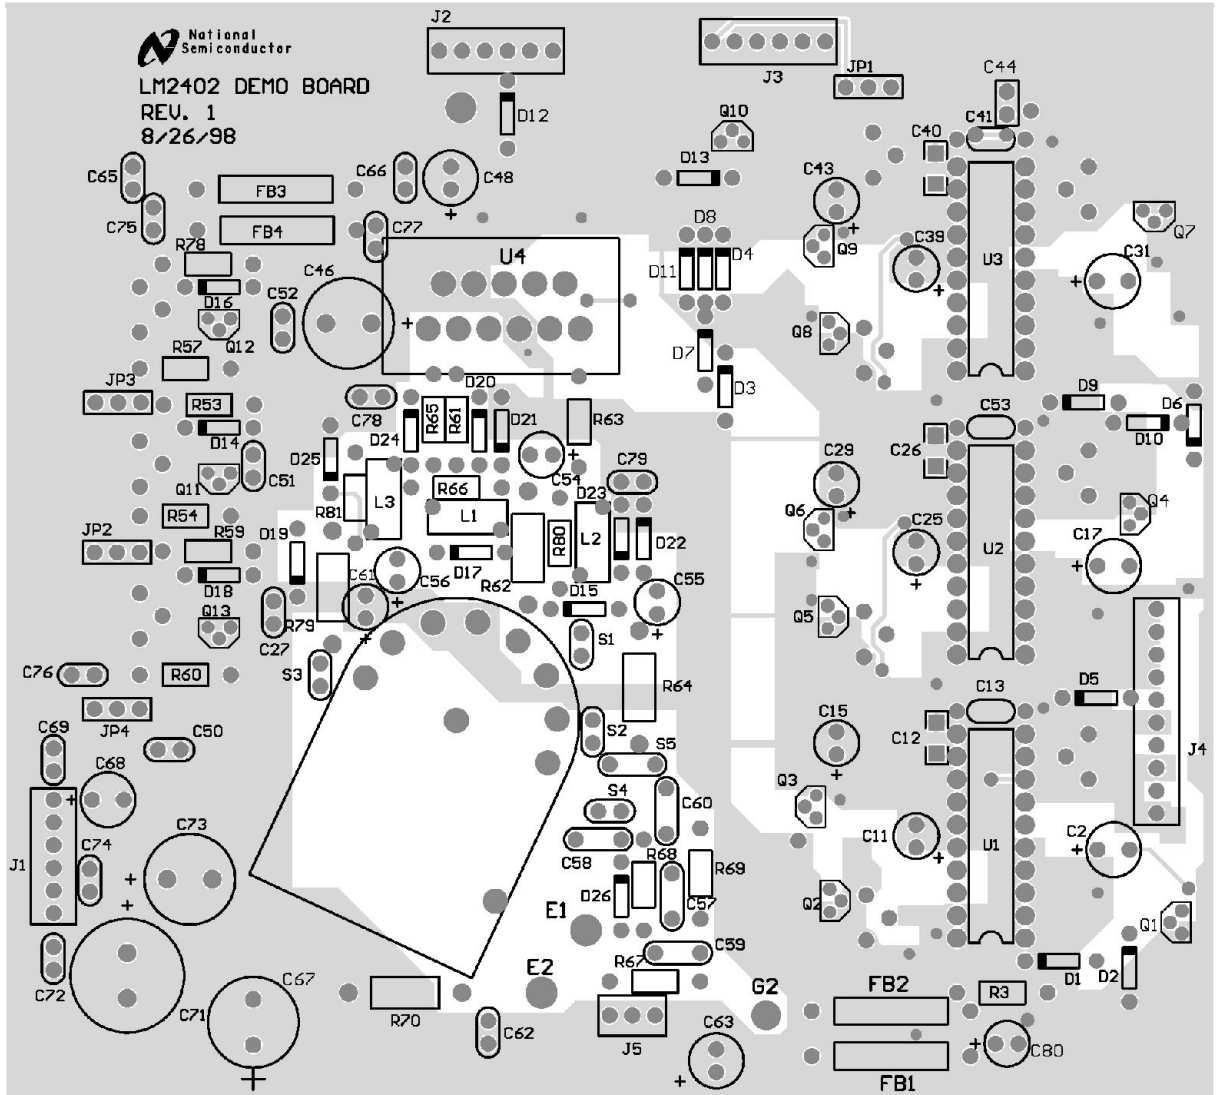 J2
National
Semiconductor
J3
LM2402 DEMO BOARD
JP1
C44
REV. 1
D12
Q10
C41
8/26/98
C40
C65
C66
C48
D13
C43
FB3
C75
FB4
C77
D8
Q7
R78
U4
D11
D4
Q9
C39
U3
C31
C46
D16
C52
Q12
Q8
R57
D7
JP3
D20
D3
R53
C78
R65
R61
D21
R63
D9
D6
D14
D24
C53
D10
D25
C54
C26
C51
C79
C29
Q11
R66
D23
L3
R81
L1
Q4
R54
Q6
JP2
R59
D19
R80
L2
D22
C25
U2
C17
D17
D18
C61
C56
R62
C55
D15
Q13
Q5
R79
C27
S1
C76
R60
S3
R64
D5
C13
JP4
C15
C69
C50
S2
C12
J4
S5
C68
Q3
S4
C60
C73
C11
C2
J1
C74
C58
R68
R69
U1
D26
C57
Q2
E1
Q1
C59
R67
D1
D2
C72
E2
C67
FB2
R3
G2
C71
R70
C62
J5
C63
C80
FB1